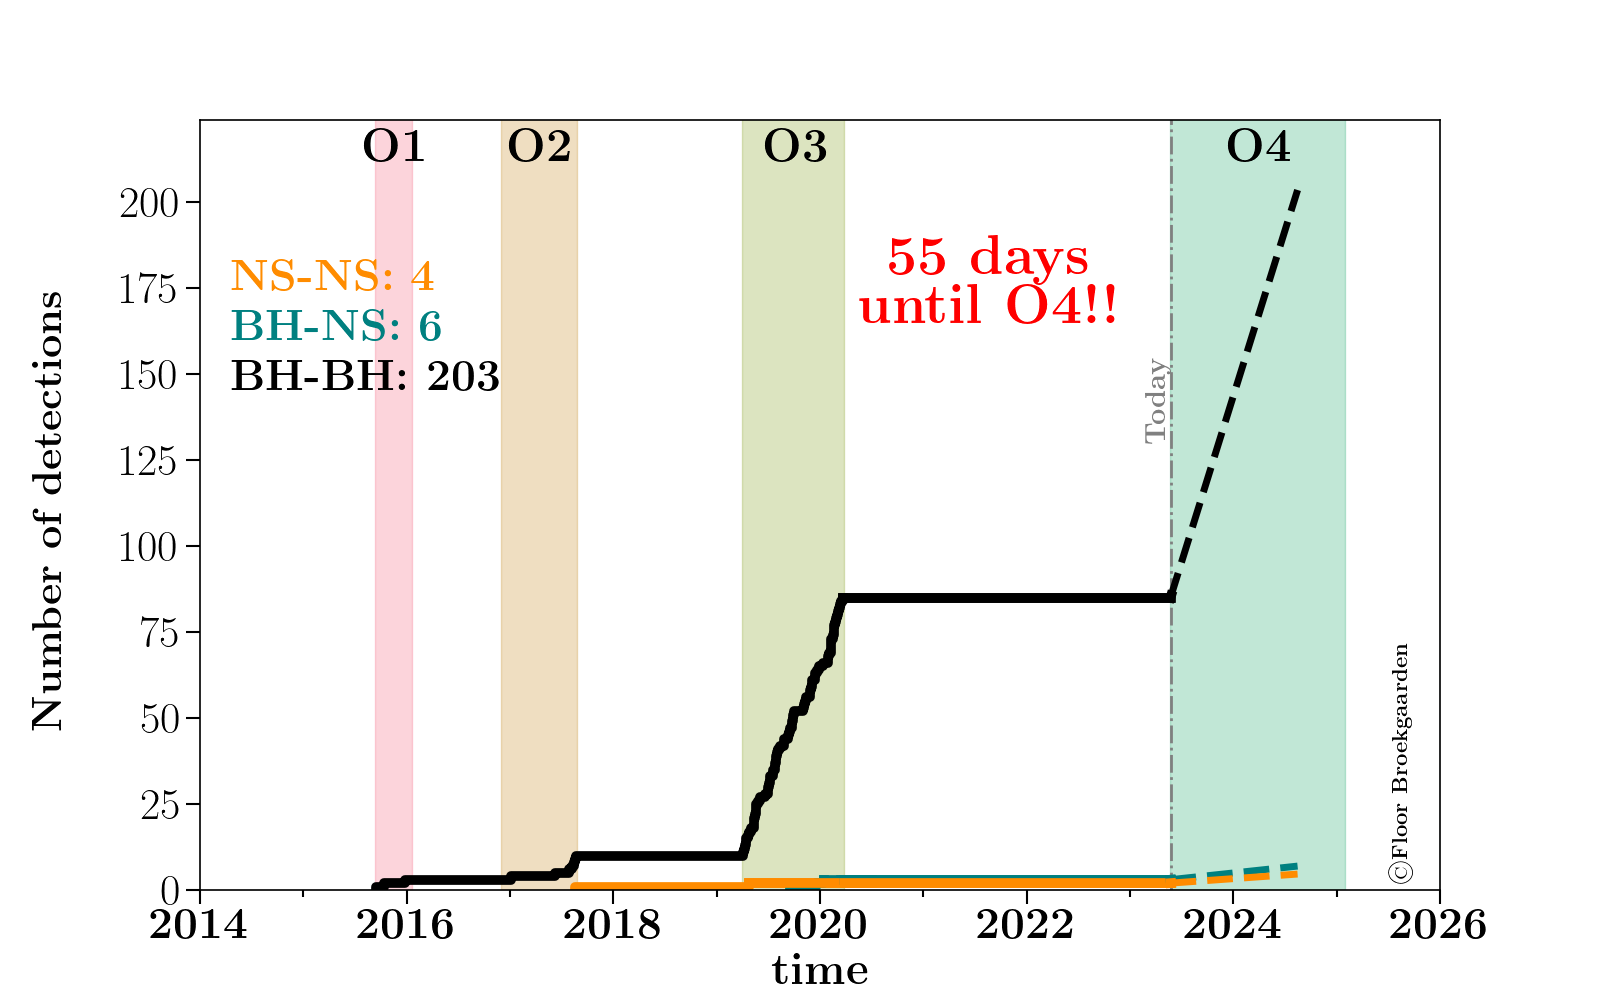 O1
O2
O3
O4
200
175
150
125
100
75
50
25
0
Number of detections
NS-NS: 4
BH-NS: 6
BH-BH: 203
55 days
until O4!!
Today
©Floor Broekgaarden
2014
2016
2018
2020
2022
2024
2026
time